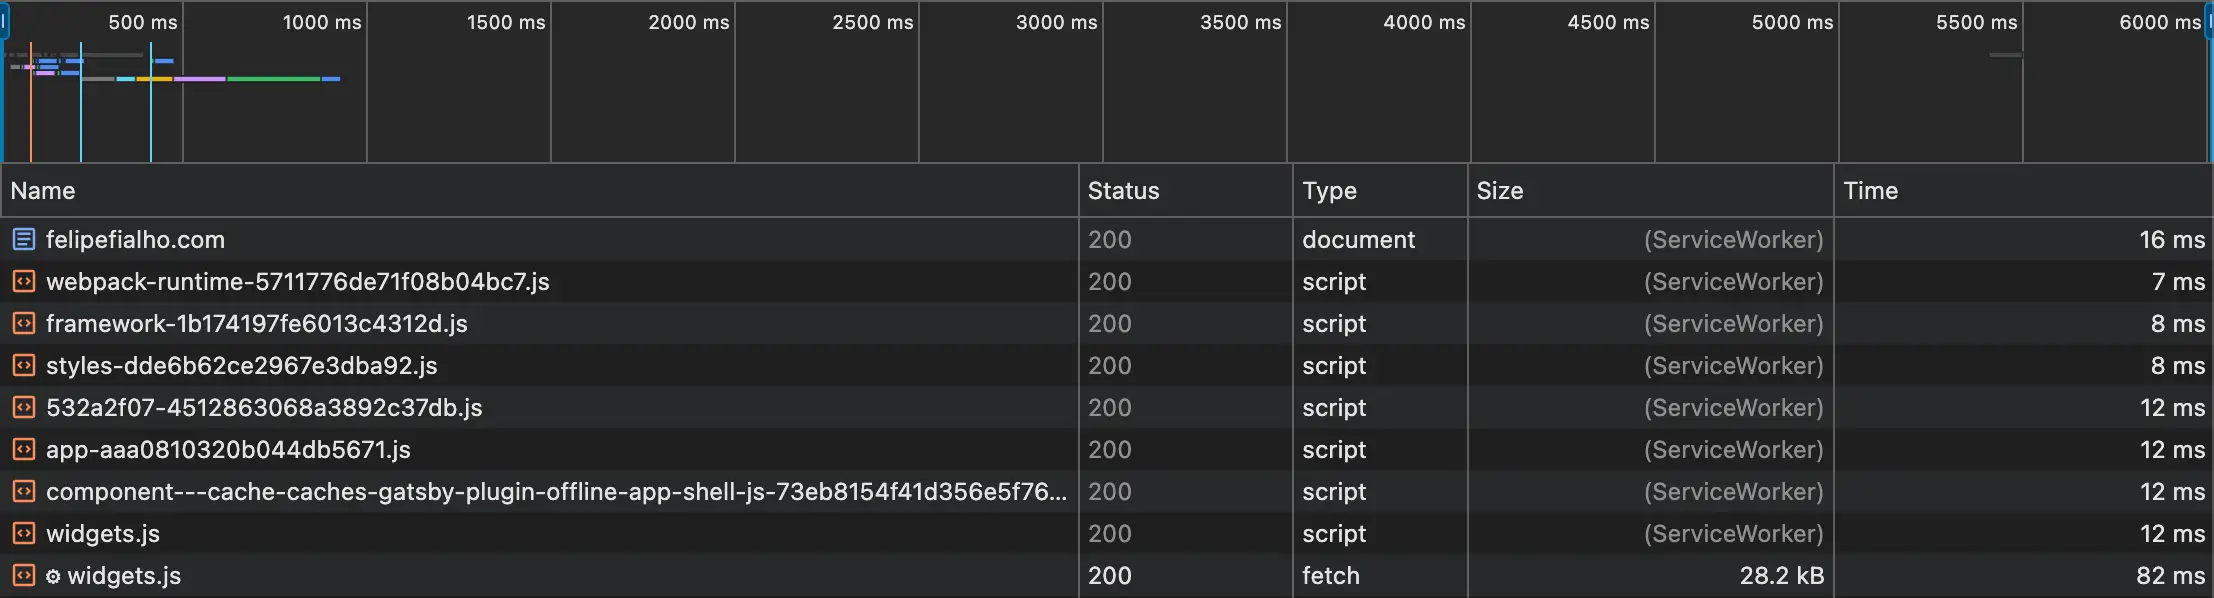 500 ms 1000 ms 1500 ms 2000 ms 2500 ms 3000 ms 3500 ms 4000 ms 4500 ms 5000 ms 5500 ms 6000 ms
Name Status Type Size Time
felipefialho.com 200 document (ServiceWorker) 16 ms
webpack-runtime-5711776de71f08b04bc7.js 200 script (ServiceWorker) 7 ms
framework-1b174197fe6013c4312d.js 200 script (ServiceWorker) 8 ms
styles-dde6b62ce2967e3dba92.js 200 script (ServiceWorker) 8 ms
532a2f07-4512863068a3892c37db.js 200 script (ServiceWorker) 12 ms
app-aaa0810320b044db5671.js 200 script (ServiceWorker) 12 ms
component---cache-caches-gatsby-plugin-offline-app-shell-js-73eb8154f41d356e5f76... 200 script (ServiceWorker) 12 ms
widgets.js 200 script (ServiceWorker) 12 ms
widgets.js 200 fetch 28.2 kB 82 ms